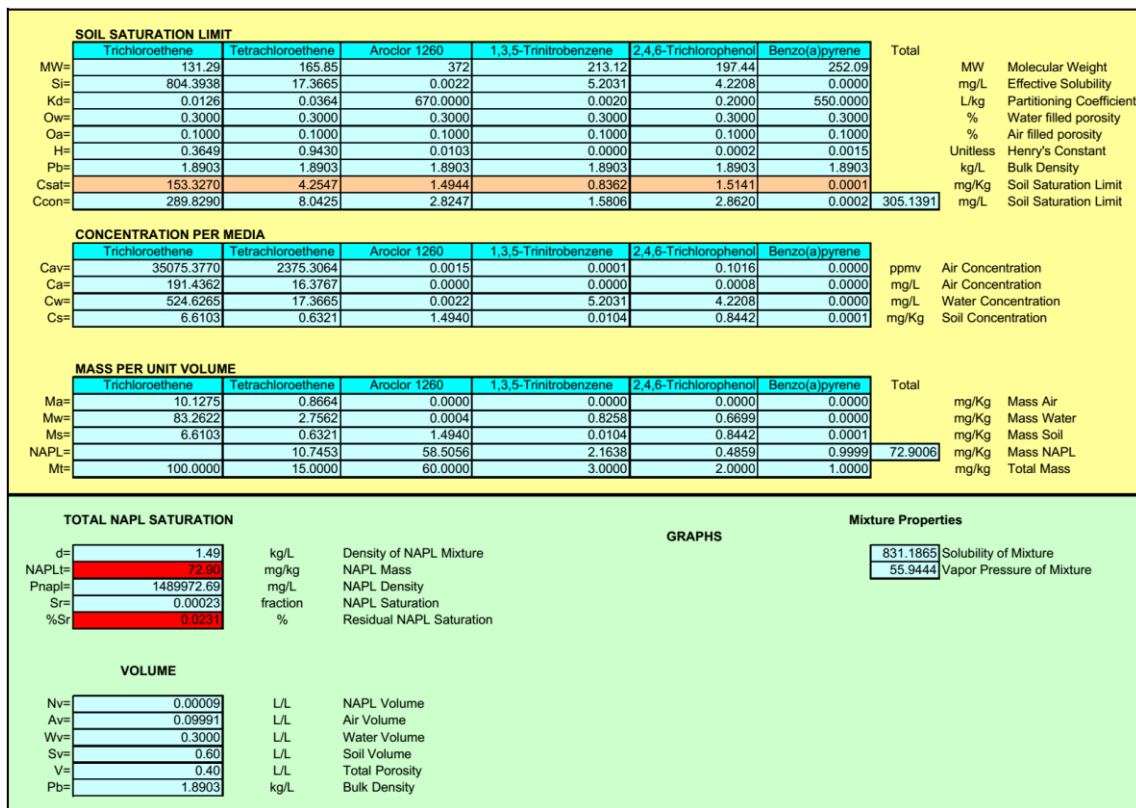 SOIL SATURATION LIMIT
Trichloroethene Tetrachloroethene Aroclor 1260 1,3,5-Trinitrobenzene 2,4,6-Trichlorophenol Benzo(a)pyrene Total
MW= 131.29 165.85 372 213.12 197.44 252.09 MW Molecular Weight
Si= 804.3938 17.3665 0.0022 5.2031 4.2208 0.0000 mg/L Effective Solubility
Kd= 0.0126 0.0364 670.0000 0.0020 0.2000 550.0000 L/kg Partitioning Coefficient
Ow= 0.3000 0.3000 0.3000 0.3000 0.3000 0.3000 % Water filled porosity
Oa= 0.1000 0.1000 0.1000 0.1000 0.1000 0.1000 % Air filled porosity
H= 0.3649 0.9430 0.0103 0.0000 0.0002 0.0015 Unitless Henry's Constant
Pb= 1.8903 1.8903 1.8903 1.8903 1.8903 1.8903 kg/L Bulk Density
Csat= 153.3270 4.2547 1.4944 0.8362 1.5141 0.0001 mg/Kg Soil Saturation Limit
Ccon= 289.8290 8.0425 2.8247 1.5806 2.8620 0.0002 305.1391 mg/L Soil Saturation Limit
CONCENTRATION PER MEDIA
Trichloroethene Tetrachloroethene Aroclor 1260 1,3,5-Trinitrobenzene 2,4,6-Trichlorophenol Benzo(a)pyrene
Cav= 35075.3770 2375.3064 0.0015 0.0001 0.1016 0.0000 ppmv Air Concentration
Ca= 191.4362 16.3767 0.0000 0.0000 0.0008 0.0000 mg/L Air Concentration
Cw= 524.6265 17.3665 0.0022 5.2031 4.2208 0.0000 mg/L Water Concentration
Cs= 6.6103 0.6321 1.4940 0.0104 0.8442 0.0001 mg/Kg Soil Concentration
MASS PER UNIT VOLUME
Trichloroethene Tetrachloroethene Aroclor 1260 1,3,5-Trinitrobenzene 2,4,6-Trichlorophenol Benzo(a)pyrene Total
Ma= 10.1275 0.8664 0.0000 0.0000 0.0000 0.0000 mg/Kg Mass Air
Mw= 83.2622 2.7562 0.0004 0.8258 0.6699 0.0000 mg/Kg Mass Water
Ms= 6.6103 0.6321 1.4940 0.0104 0.8442 0.0001 mg/Kg Mass Soil
NAPL= 10.7453 58.5056 2.1638 0.4859 0.9999 72.9006 mg/Kg Mass NAPL
Mt= 100.0000 15.0000 60.0000 3.0000 2.0000 1.0000 mg/kg Total Mass
TOTAL NAPL SATURATION
d= 1.49 kg/L Density of NAPL Mixture
NAPLt= 72.90 mg/kg NAPL Mass
Pnapl= 1489972.69 mg/L NAPL Density
Sr= 0.00023 fraction NAPL Saturation
%Sr 0.0231 % Residual NAPL Saturation
GRAPHS
Mixture Properties
831.1865 Solubility of Mixture
55.9444 Vapor Pressure of Mixture
VOLUME
Nv= 0.00009 L/L NAPL Volume
Av= 0.09991 L/L Air Volume
Wv= 0.3000 L/L Water Volume
Sv= 0.60 L/L Soil Volume
V= 0.40 L/L Total Porosity
Pb= 1.8903 kg/L Bulk Density